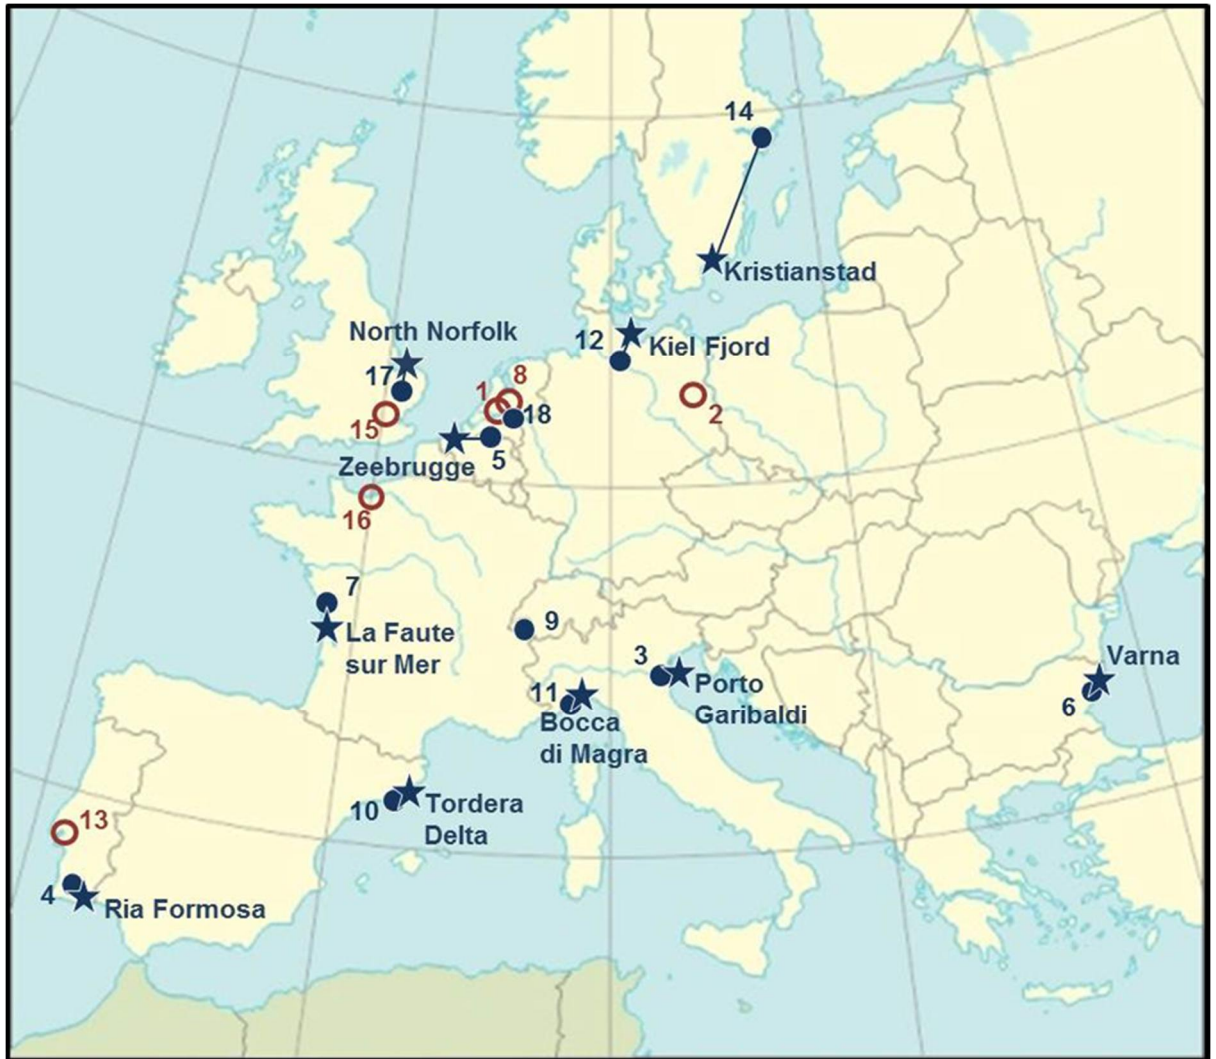 14
Kristianstad
North Norfolk
12
Kiel Fjord
17
8
1
2
18
15
5
Zeebrugge
16
7
La Faute
sur Mer
9
3
Varna
Porto
Garibaldi
11
6
Bocca
di Magra
10
Tordera
Delta
13
4
Ria Formosa